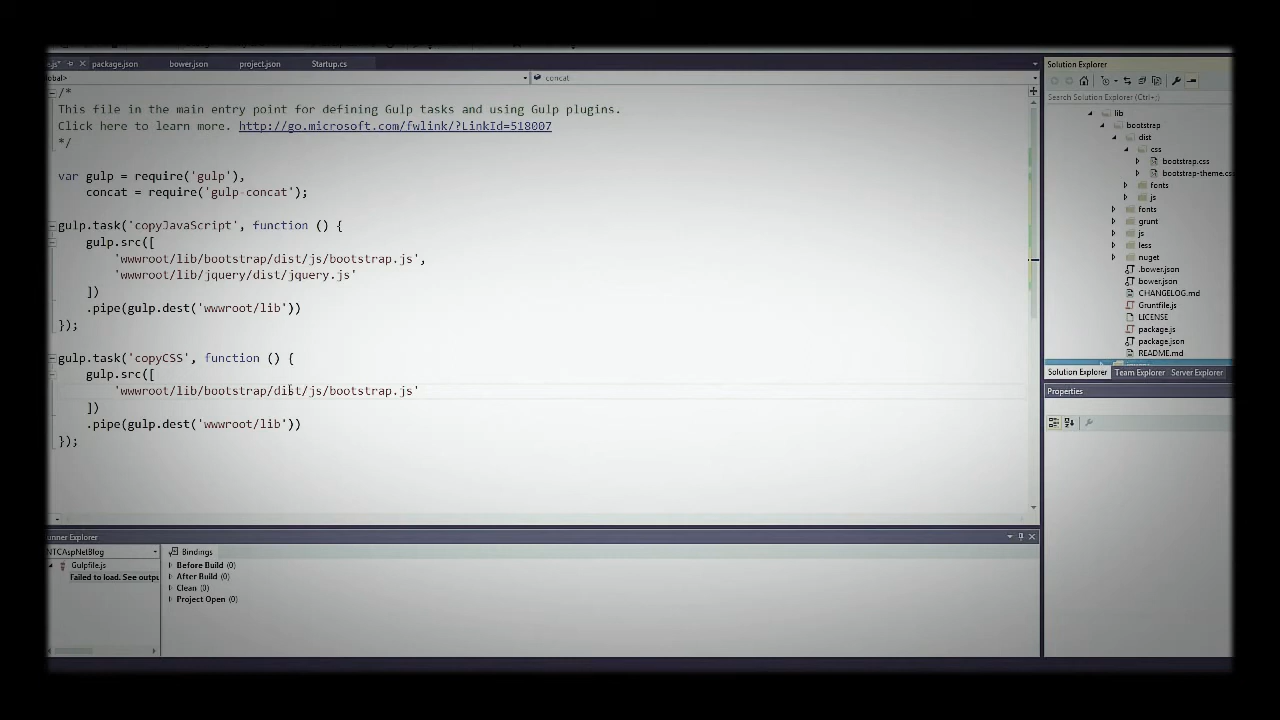 .js*
package.json
bower.json
project.json
Startup.cs
obal>
concat
/*
This file in the main entry point for defining Gulp tasks and using Gulp plugins.
Click here to learn more. http://go.microsoft.com/fwlink/?LinkId=518007
*/
var gulp = require('gulp'),
concat = require('gulp-concat');
gulp.task('copyJavaScript', function () {
gulp.src([
'wwwroot/lib/bootstrap/dist/js/bootstrap.js',
'wwwroot/lib/jquery/dist/jquery.js'
])
.pipe(gulp.dest('wwwroot/lib'))
});
gulp.task('copyCSS', function () {
gulp.src([
'wwwroot/lib/bootstrap/dist/js/bootstrap.js'
])
.pipe(gulp.dest('wwwroot/lib'))
});
unner Explorer
NTCAspNetBlog
Gulpfile.js
Failed to load. See outpu
Bindings
Before Build (0)
After Build (0)
Clean (0)
Project Open (0)
Solution Explorer
Search Solution Explorer (Ctrl+;)
lib
bootstrap
dist
css
bootstrap.css
bootstrap-theme.cs
fonts
js
fonts
grunt
js
less
nuget
.bower.json
bower.json
CHANGELOG.md
Gruntfile.js
LICENSE
package.js
package.json
README.md
Solution Explorer
Team Explorer
Server Explorer
Properties